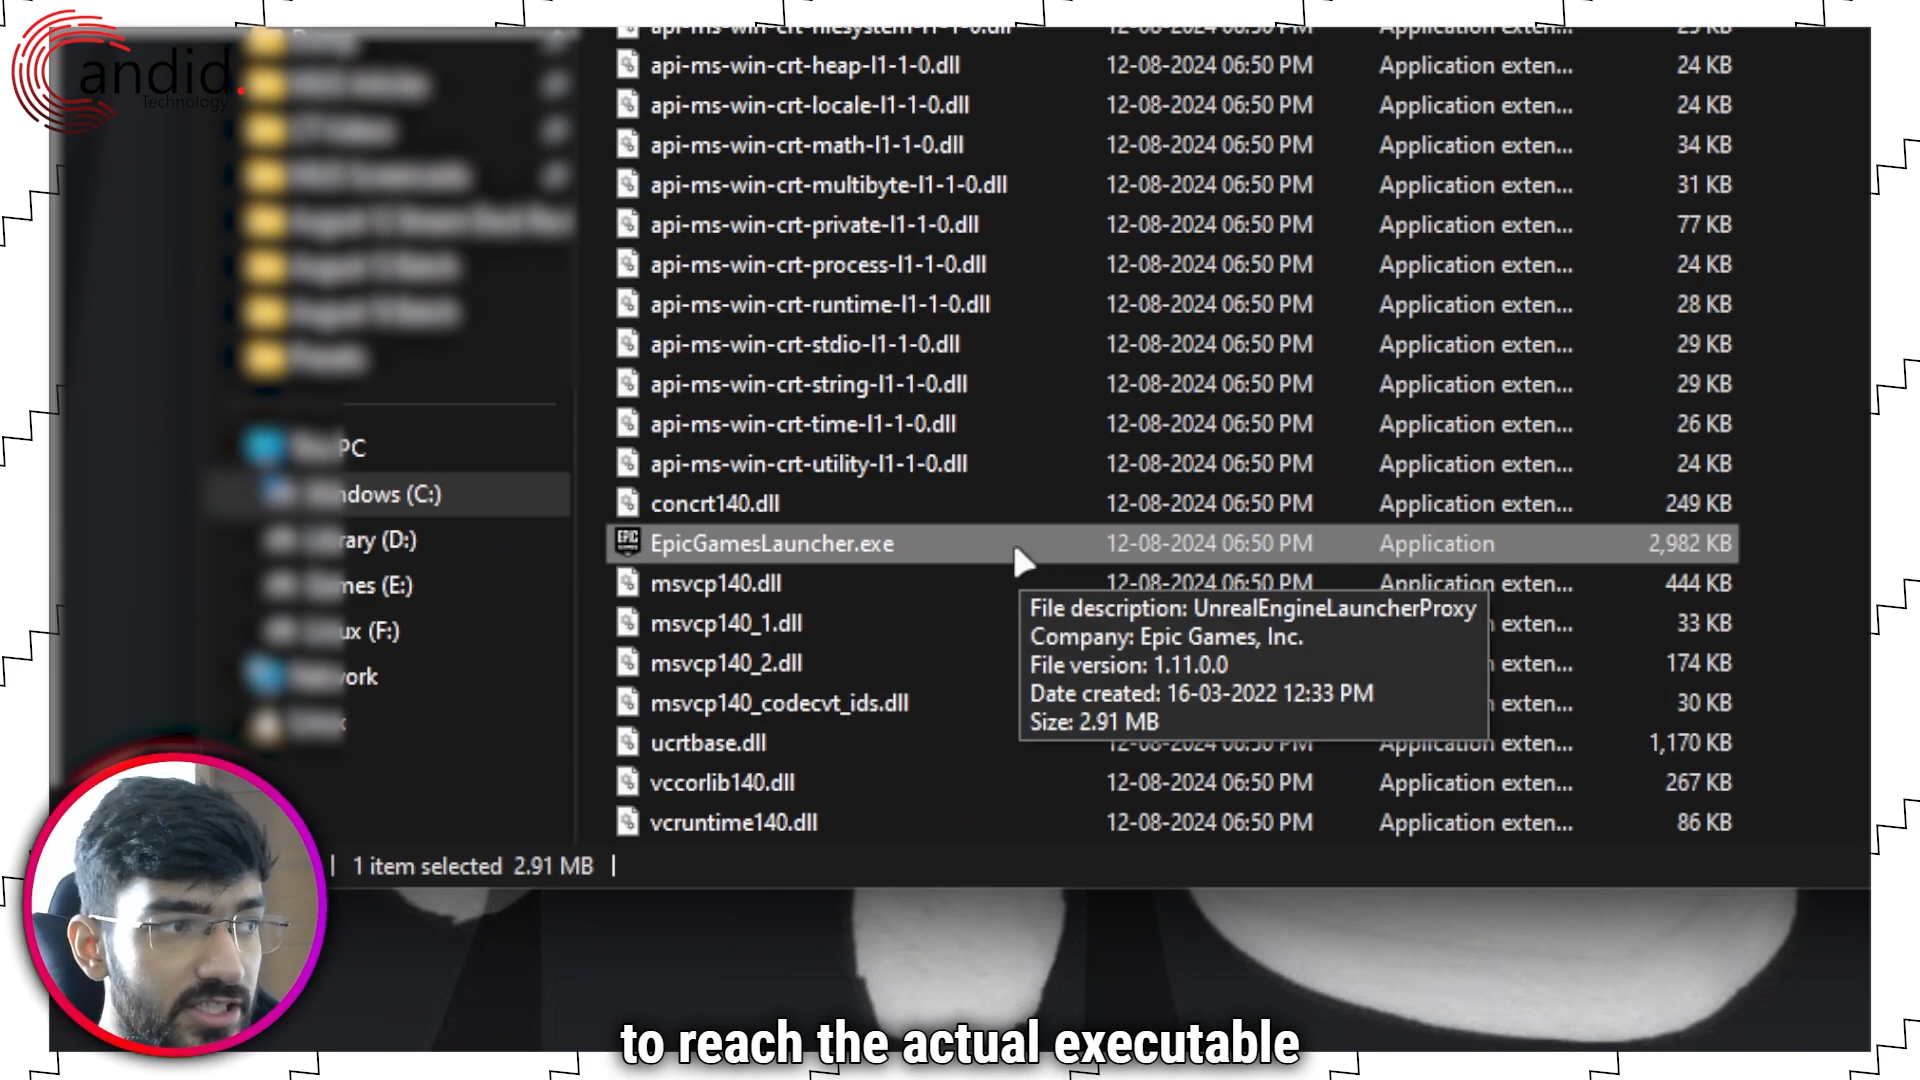 andid.
Technology
api-ms-win-crt-heap-l1-1-0.dll 12-08-2024 06:50 PM Application exten... 24 KB
api-ms-win-crt-locale-l1-1-0.dll 12-08-2024 06:50 PM Application exten... 24 KB
api-ms-win-crt-math-l1-1-0.dll 12-08-2024 06:50 PM Application exten... 34 KB
api-ms-win-crt-multibyte-l1-1-0.dll 12-08-2024 06:50 PM Application exten... 31 KB
api-ms-win-crt-private-l1-1-0.dll 12-08-2024 06:50 PM Application exten... 77 KB
api-ms-win-crt-process-l1-1-0.dll 12-08-2024 06:50 PM Application exten... 24 KB
api-ms-win-crt-runtime-l1-1-0.dll 12-08-2024 06:50 PM Application exten... 28 KB
api-ms-win-crt-stdio-l1-1-0.dll 12-08-2024 06:50 PM Application exten... 29 KB
api-ms-win-crt-string-l1-1-0.dll 12-08-2024 06:50 PM Application exten... 29 KB
api-ms-win-crt-time-l1-1-0.dll 12-08-2024 06:50 PM Application exten... 26 KB
api-ms-win-crt-utility-l1-1-0.dll 12-08-2024 06:50 PM Application exten... 24 KB
concrt140.dll 12-08-2024 06:50 PM Application exten... 249 KB
EpicGamesLauncher.exe 12-08-2024 06:50 PM Application 2,982 KB
msvcp140.dll 12-08-2024 06:50 PM Application exten... 444 KB
msvcp140_1.dll exten... 33 KB
msvcp140_2.dll exten... 174 KB
msvcp140_codecvt_ids.dll exten... 30 KB
ucrtbase.dll 12-08-2024 06:50 PM Application exten... 1,170 KB
vccorlib140.dll 12-08-2024 06:50 PM Application exten... 267 KB
vcruntime140.dll 12-08-2024 06:50 PM Application exten... 86 KB
File description: UnrealEngineLauncherProxy
Company: Epic Games, Inc.
File version: 1.11.0.0
Date created: 16-03-2022 12:33 PM
Size: 2.91 MB
PC
ndows (C:)
rary (D:)
mes (E:)
ux (F:)
work
1 item selected 2.91 MB
to reach the actual executable